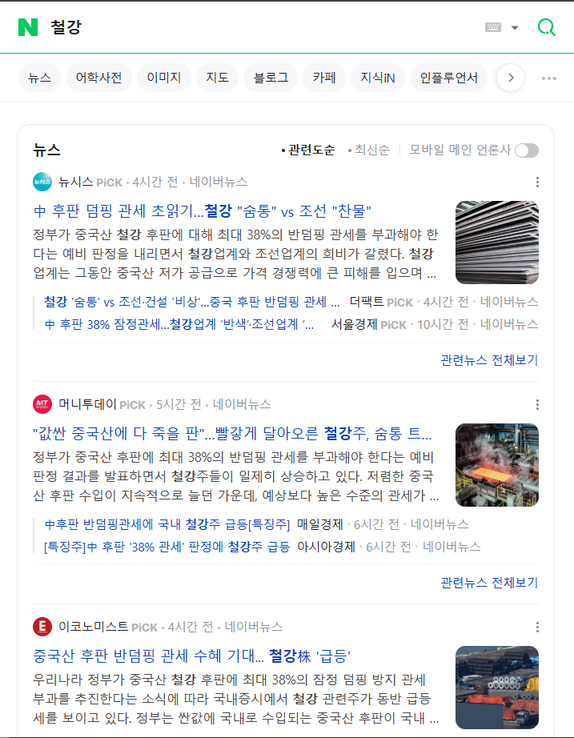 N 철강
뉴스 어학사전 이미지 지도 블로그 카페 지식iN 인플루언서
뉴스 • 관련도순 • 최신순 모바일 메인 언론사
뉴시스 뉴시스 PiCK · 4시간 전 · 네이버뉴스
中 후판 덤핑 관세 초읽기...철강 "숨통" vs 조선 "찬물"
정부가 중국산 철강 후판에 대해 최대 38%의 반덤핑 관세를 부과해야 한
다는 예비 판정을 내리면서 철강업계와 조선업계의 희비가 갈렸다. 철강
업계는 그동안 중국산 저가 공급으로 가격 경쟁력에 큰 피해를 입으며 ...
철강 '숨통' vs 조선·건설 '비상'...중국 후판 반덤핑 관세 ... 더팩트 PiCK · 4시간 전 · 네이버뉴스
中 후판 38% 잠정관세...철강업계 '반색'·조선업계 '... 서울경제 PiCK · 10시간 전 · 네이버뉴스
관련뉴스 전체보기
MT 머니투데이 PiCK · 5시간 전 · 네이버뉴스
"값싼 중국산에 다 죽을 판"...빨갛게 달아오른 철강주, 숨통 트...
정부가 중국산 후판에 최대 38%의 반덤핑 관세를 부과해야 한다는 예비
판정 결과를 발표하면서 철강주들이 일제히 상승하고 있다. 저렴한 중국
산 후판 수입이 지속적으로 늘던 가운데, 예상보다 높은 수준의 관세가 ...
中후판 반덤핑관세에 국내 철강주 급등[특징주] 매일경제 · 6시간 전 · 네이버뉴스
[특징주]中 후판 '38% 관세' 판정에 철강주 급등 아시아경제 · 6시간 전 · 네이버뉴스
관련뉴스 전체보기
E 이코노미스트 PiCK · 4시간 전 · 네이버뉴스
중국산 후판 반덤핑 관세 수혜 기대... 철강株 '급등'
우리나라 정부가 중국산 철강 후판에 최대 38%의 잠정 덤핑 방지 관세
부과를 추진한다는 소식에 따라 국내증시에서 철강 관련주가 동반 급등
세를 보이고 있다. 정부는 싼값에 국내로 수입되는 중국산 후판이 국내 ...